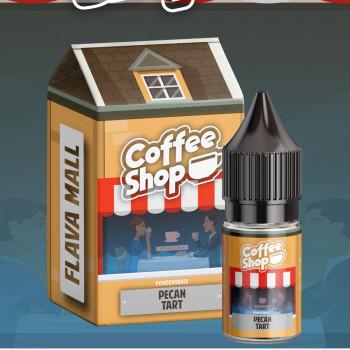 FLAVA MALL
Coffee
Shop
CONCENTRATE
PECAN
TART
Coffee
Shop
PECAN
TART